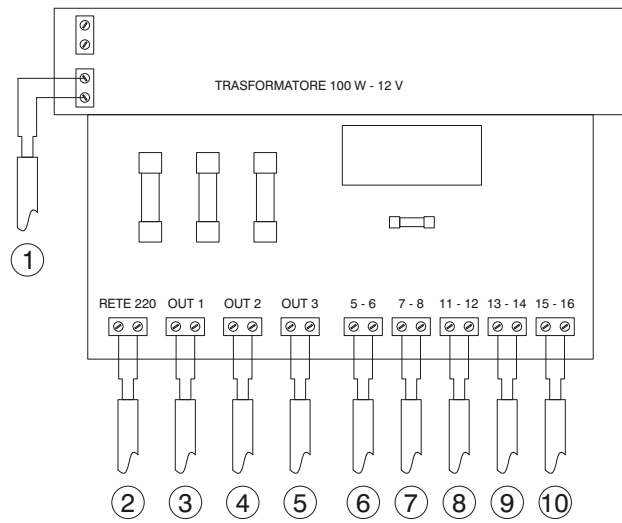 TRASFORMATORE 100 W - 12 V
1
RETE 220 OUT 1 OUT 2 OUT 3 5 - 6 7 - 8 11 - 12 13 - 14 15 - 16
2 3 4 5 6 7 8 9 10